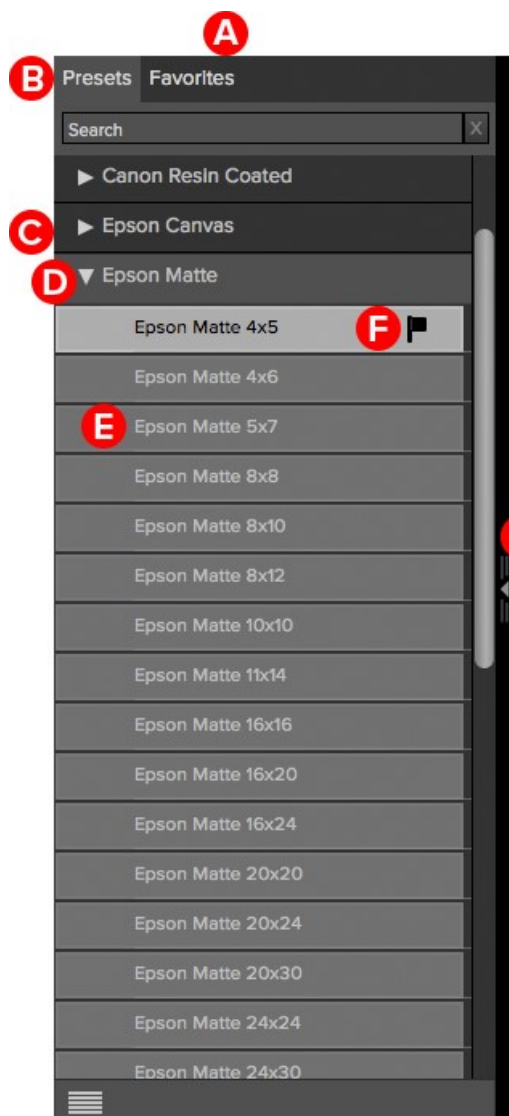 A
B Presets Favorites
Search X
Canon Resin Coated
C Epson Canvas
D Epson Matte
Epson Matte 4x5 F
Epson Matte 4x6
E Epson Matte 5x7
Epson Matte 8x8
Epson Matte 8x10
Epson Matte 8x12
Epson Matte 10x10
Epson Matte 11x14
Epson Matte 16x16
Epson Matte 16x20
Epson Matte 16x24
Epson Matte 20x20
Epson Matte 20x24
Epson Matte 20x30
Epson Matte 24x24
Epson Matte 24x30